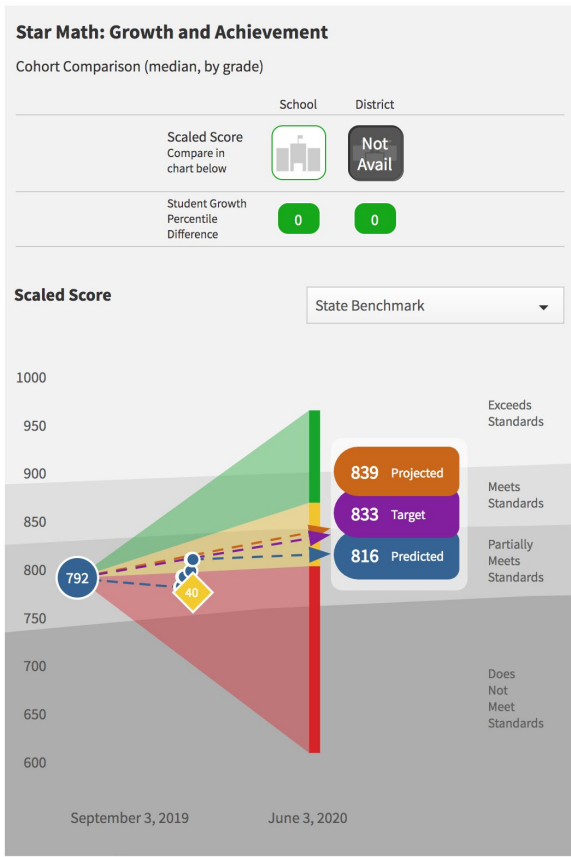 Star Math: Growth and Achievement
Cohort Comparison (median, by grade)
School District
Scaled Score
Compare in
chart below
Not
Avail
Student Growth
Percentile
Difference
0 0
Scaled Score
State Benchmark
1000
950
900
850
800
750
700
650
600
Exceeds
Standards
Meets
Standards
Partially
Meets
Standards
Does
Not
Meet
Standards
839 Projected
833 Target
816 Predicted
792
40
September 3, 2019 June 3, 2020